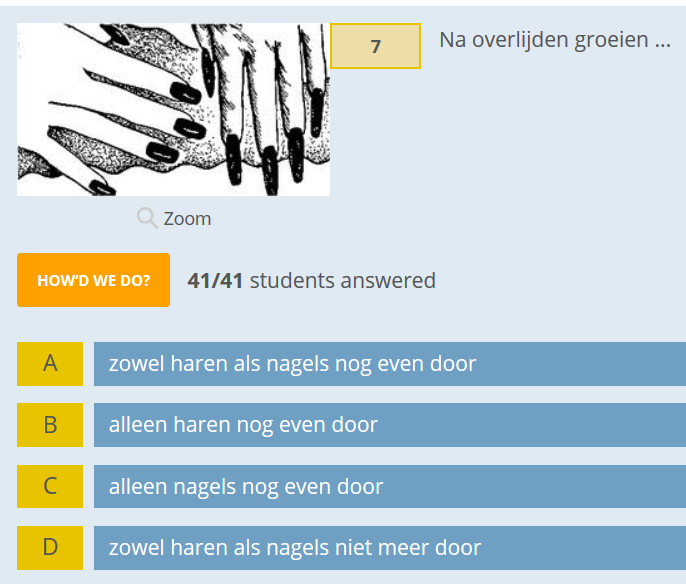 7
Na overlijden groeien ...
Zoom
HOW'D WE DO?
41/41 students answered
A
zowel haren als nagels nog even door
B
alleen haren nog even door
C
alleen nagels nog even door
D
zowel haren als nagels niet meer door